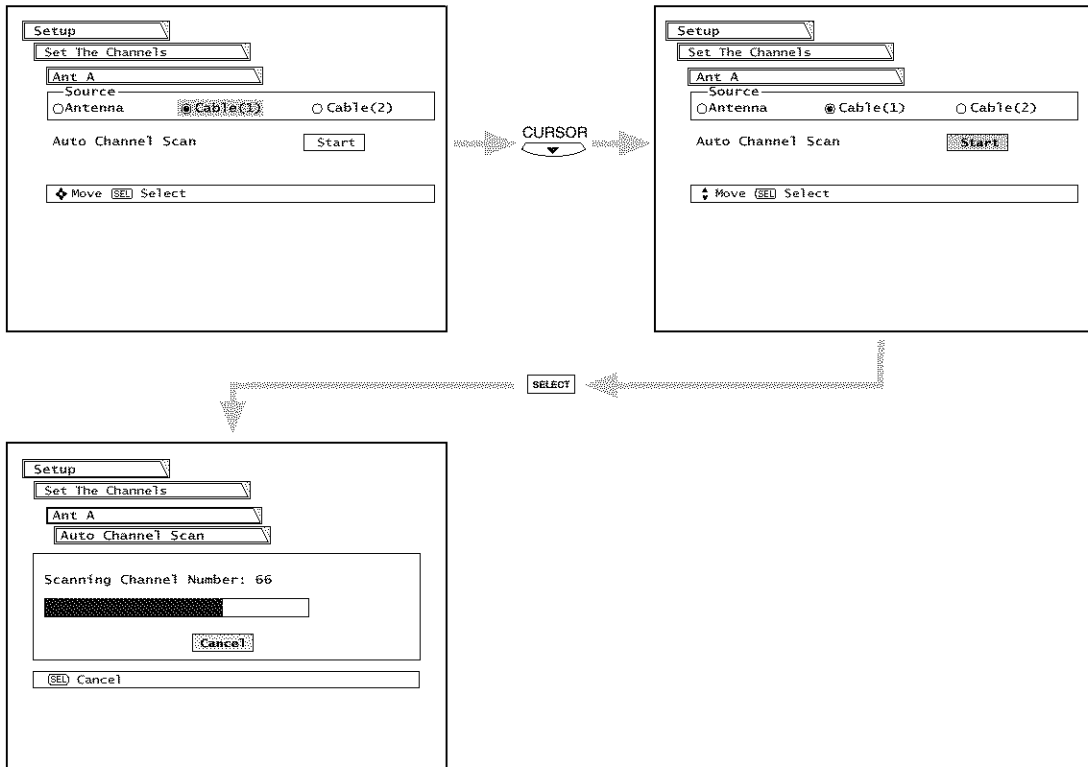 Setup
Set The Channels
Ant A
Source
Antenna Cable(1) Cable(2)
Auto Channel Scan Start
Move SEL Select
CURSOR
Setup
Set The Channels
Ant A
Source
Antenna Cable(1) Cable(2)
Auto Channel Scan Start
Move SEL Select
SELECT
Setup
Set The Channels
Ant A
Auto Channel Scan
Scanning Channel Number: 66
Cancel
SEL Cancel